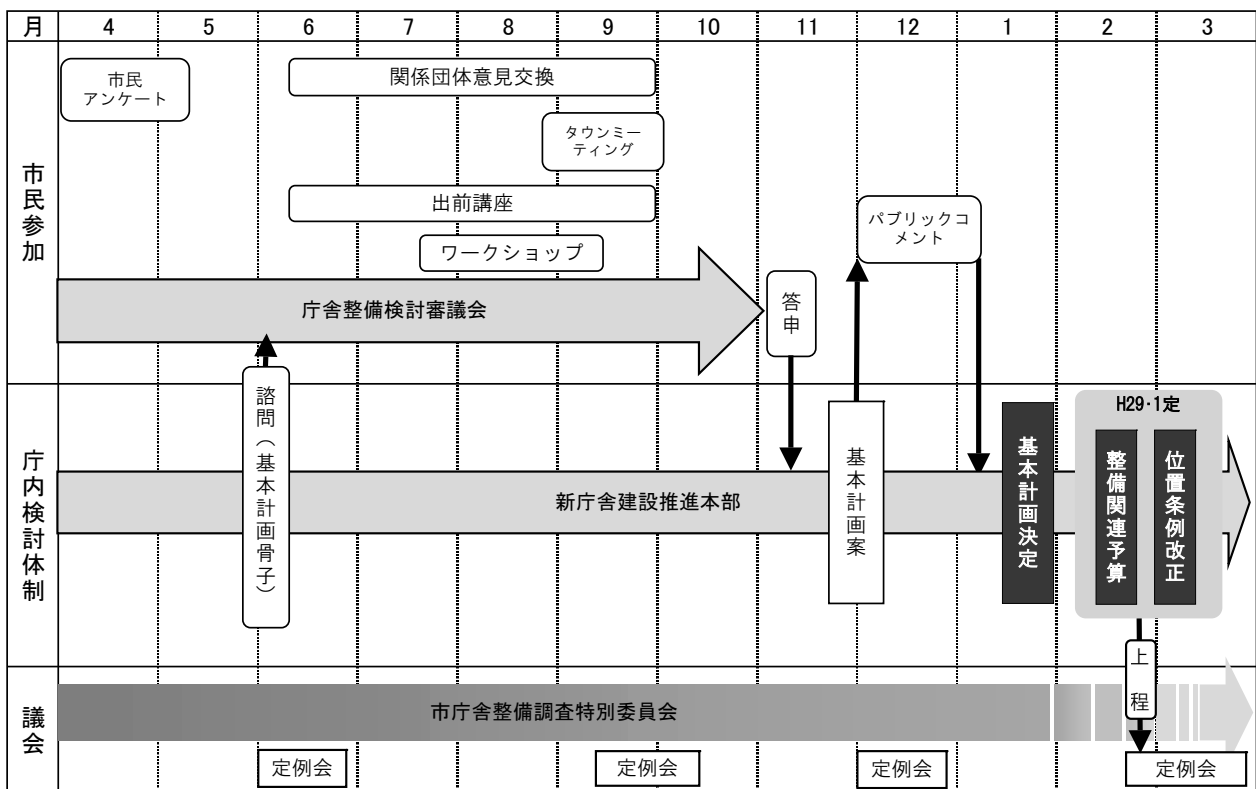 月 4 5 6 7 8 9 10 11 12 1 2 3
市民参加
市民
アンケート
関係団体意見交換
タウンミー
ティング
出前講座
ワークショップ
パブリックコ
メント
庁舎整備検討審議会
答申
庁内検討体制
諮問（基本計画骨子）
新庁舎建設推進本部
基本計画案
基本計画決定
H29・1定
整備関連予算
位置条例改正
上程
議会
市庁舎整備調査特別委員会
定例会
定例会
定例会
定例会